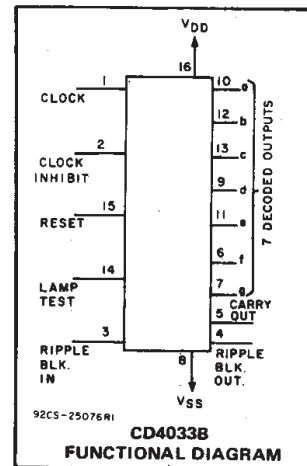 VDD
16
1
CLOCK
2
CLOCK
INHIBIT
15
RESET
14
LAMP
TEST
3
RIPPLE
BLK.
IN
10 a
12 b
13 c
9 d
11 e
6 f
7 g
7 DECODED OUTPUTS
CARRY
5 OUT
4
RIPPLE
BLK.
OUT.
8
VSS
92CS-25076R1
CD4033B
FUNCTIONAL DIAGRAM